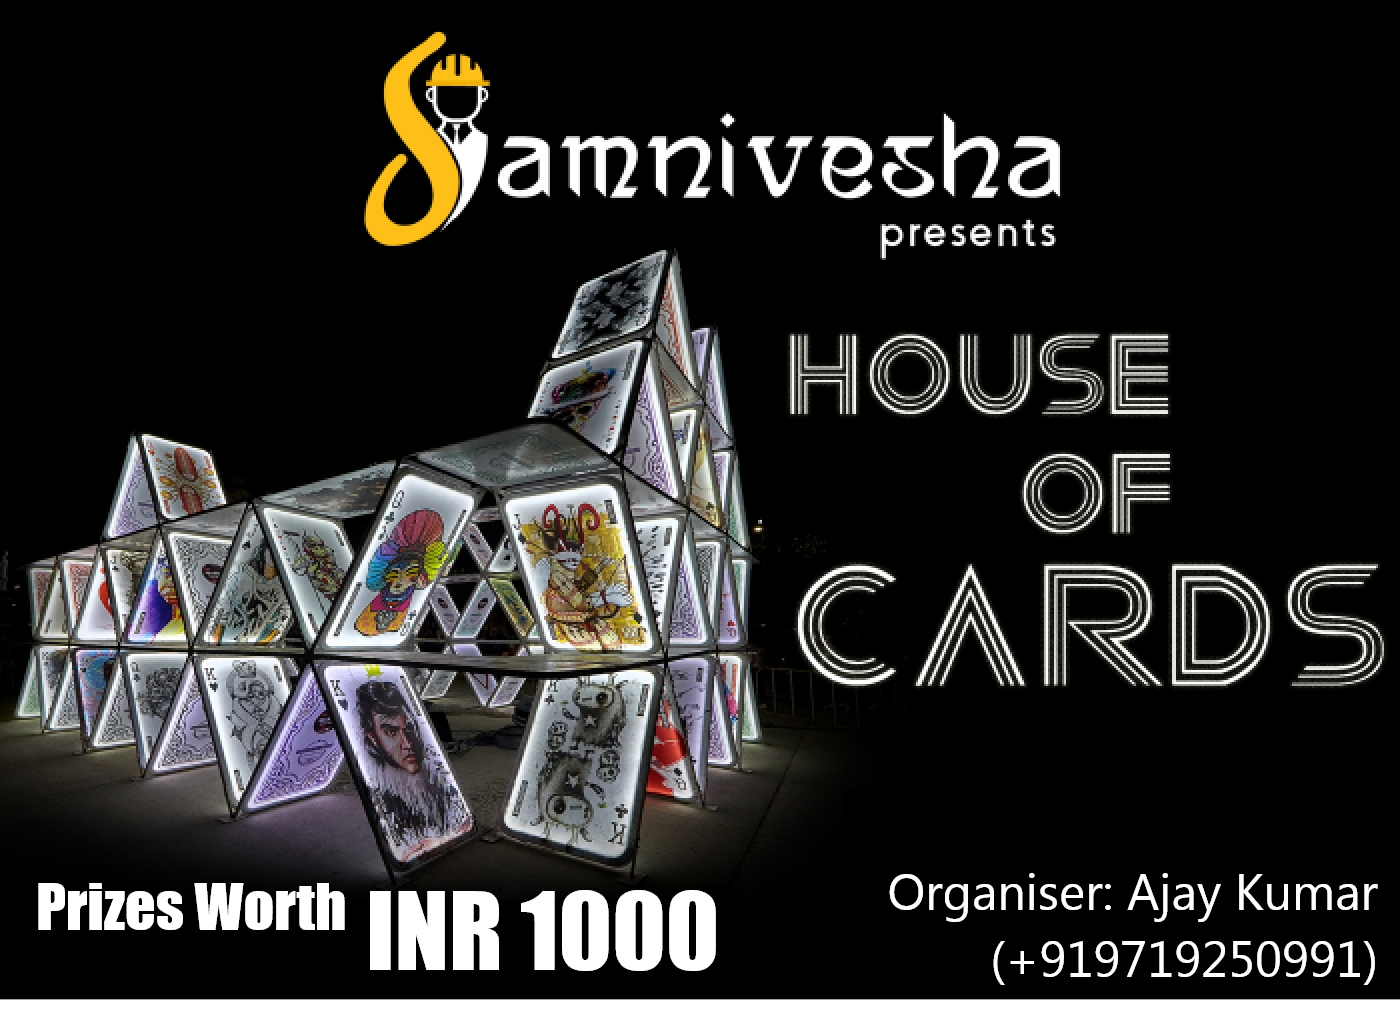 Samnivesha
presents
HOUSE
OF
CARDS
Prizes Worth INR 1000
Organiser: Ajay Kumar
(+919719250991)